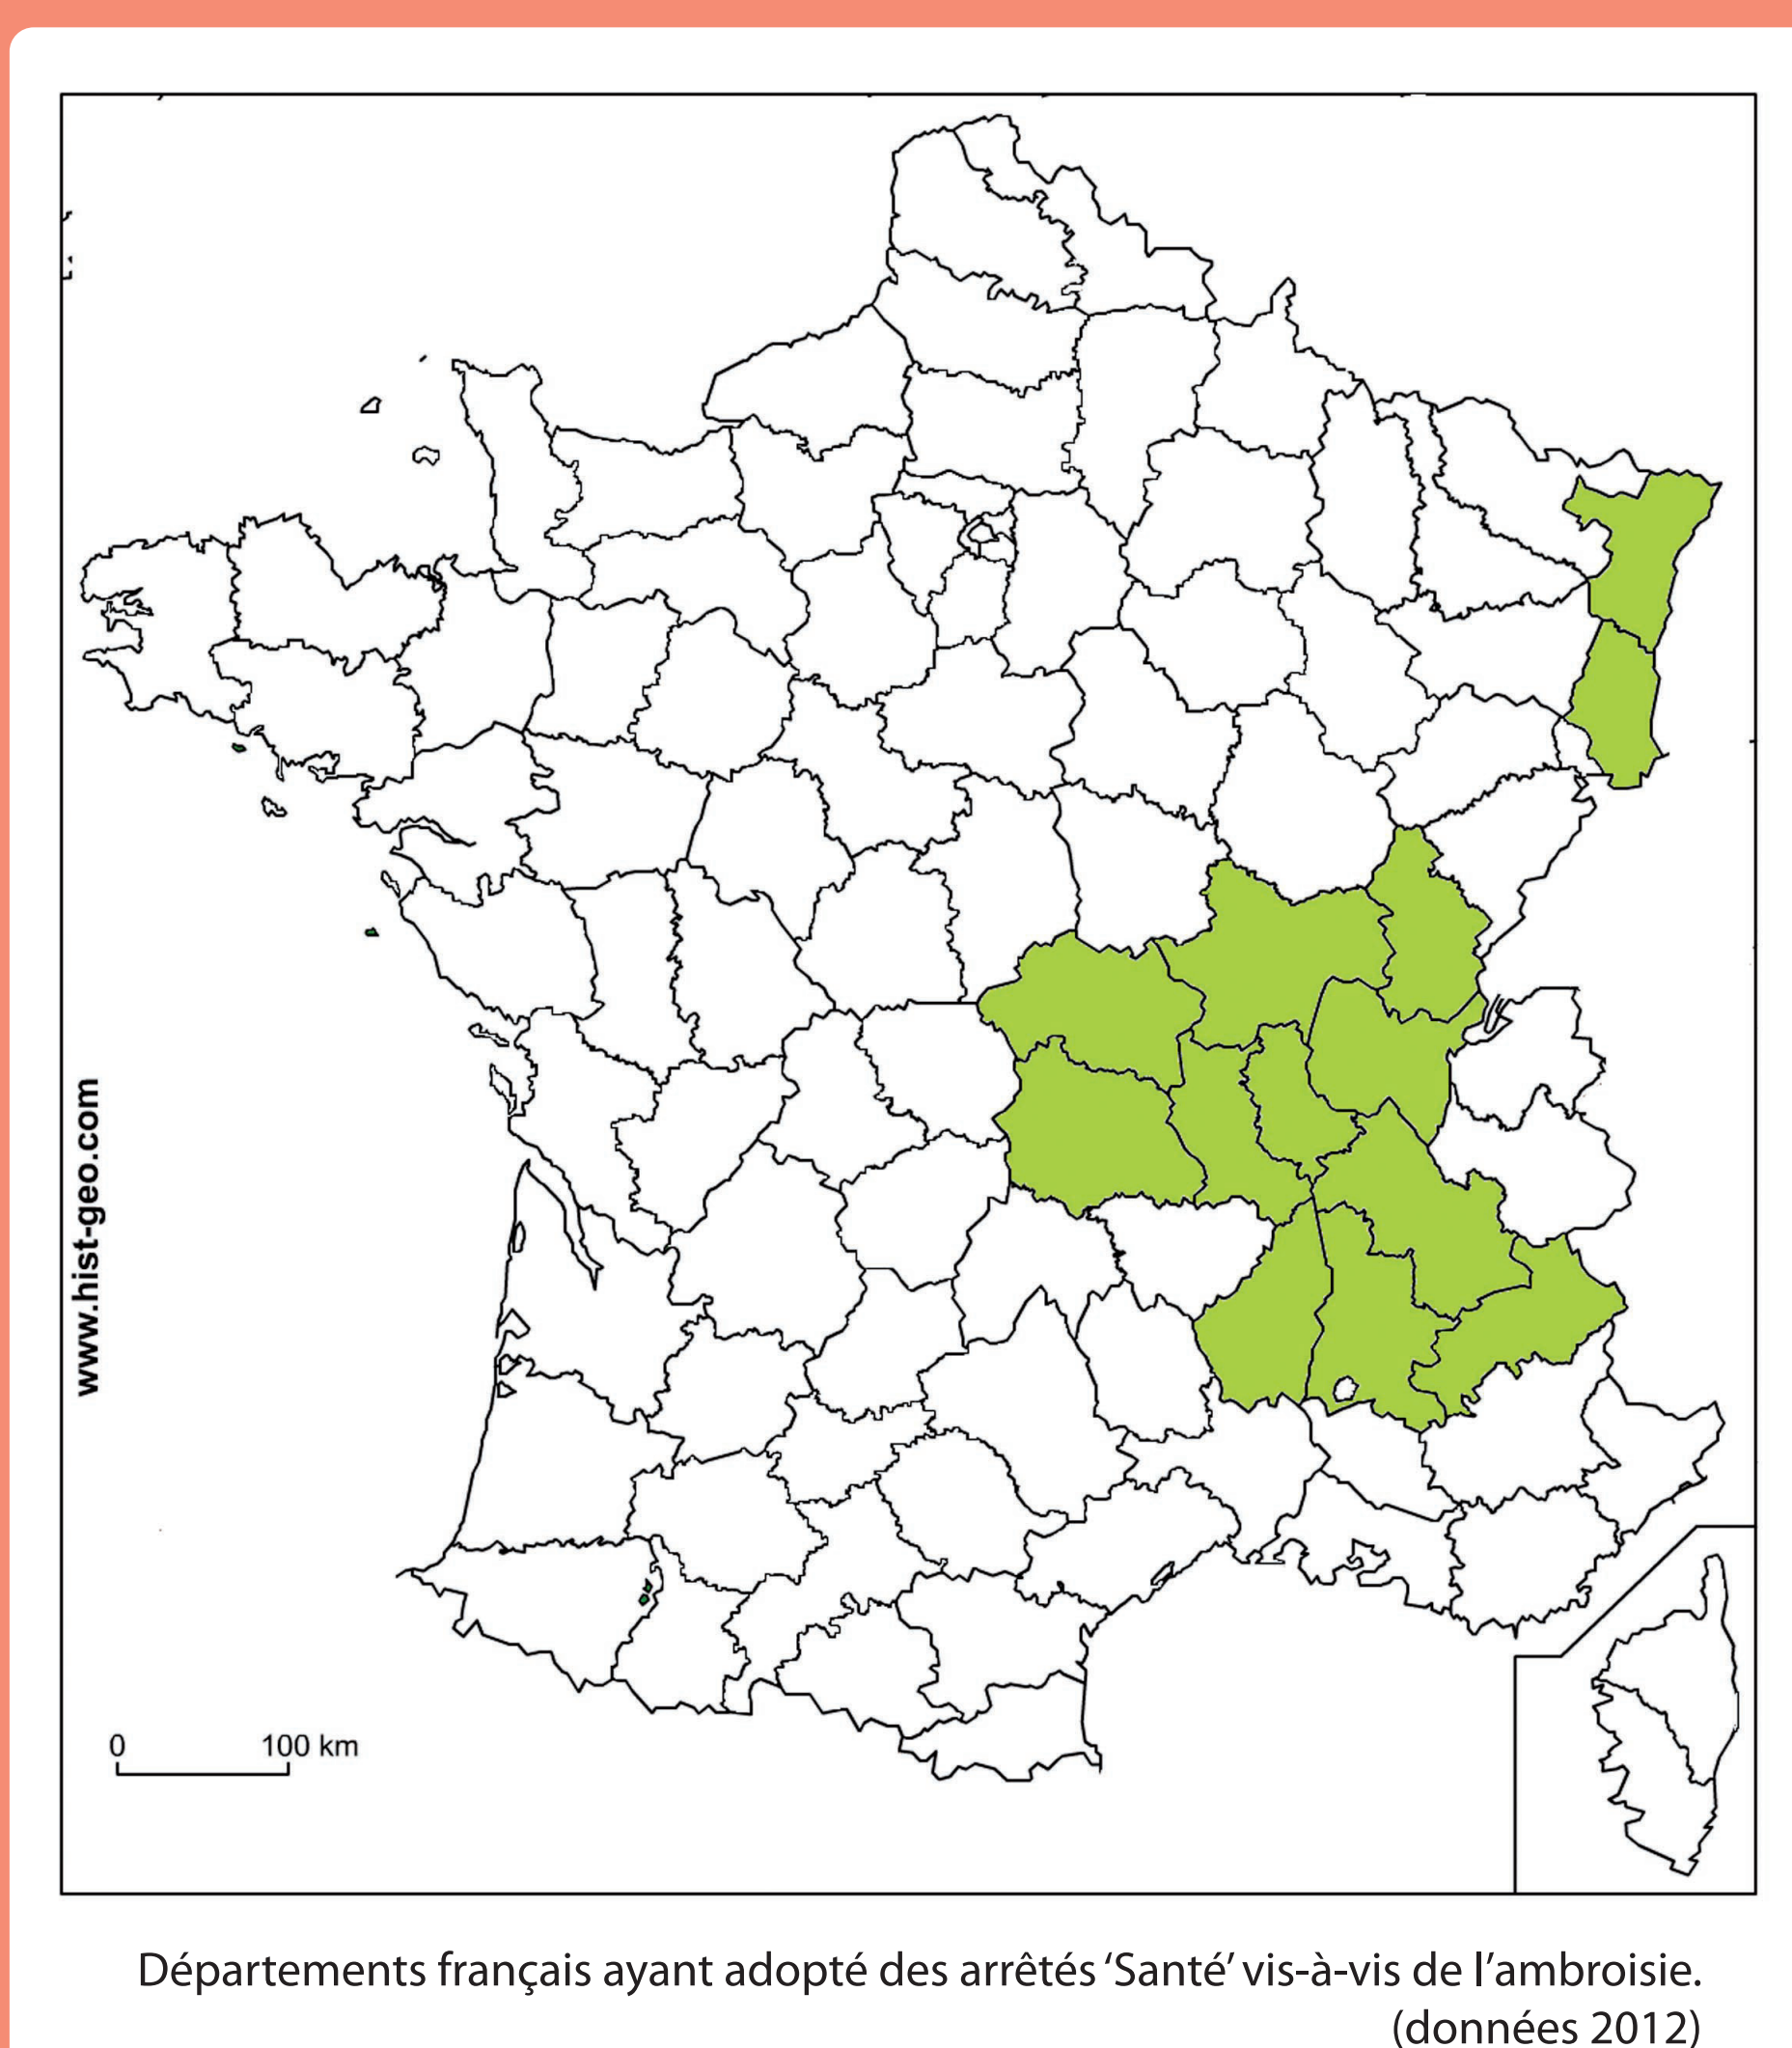 www.hist-geo.com
0 100 km
Départements français ayant adopté des arrêtés ‘Santé’ vis-à-vis de l’ambroisie.
(données 2012)